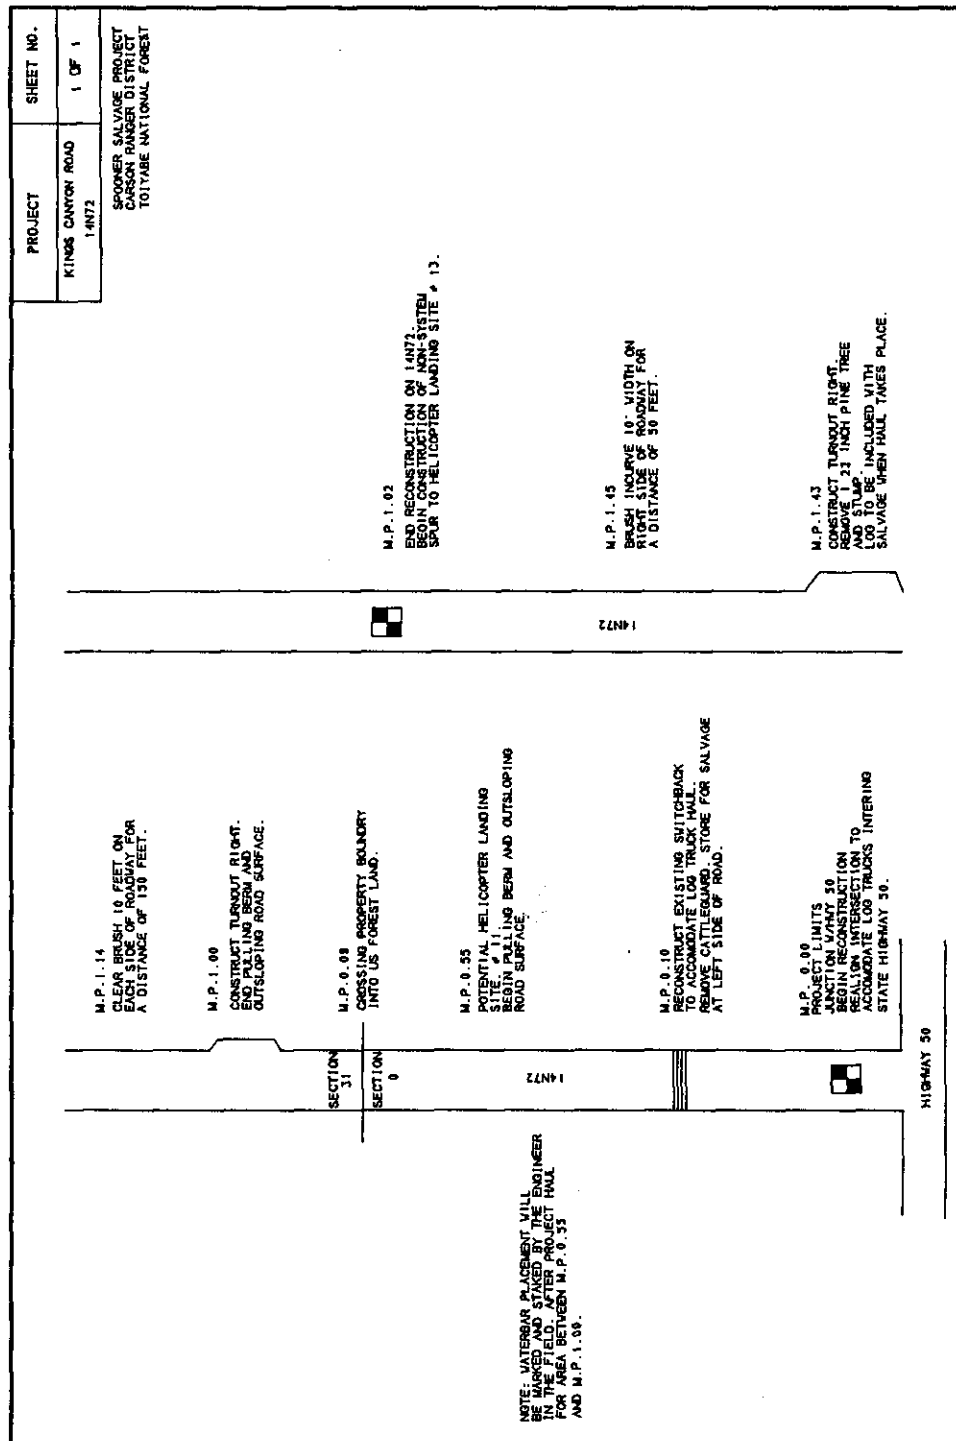 PROJECT
SHEET NO.
KINGS CANYON ROAD
14N72
1 OF 1
SPOONER SALVAGE PROJECT
CARSON RANGER DISTRICT
TOIYABE NATIONAL FOREST
M.P.1.14
CLEAR BRUSH 10 FEET ON
EACH SIDE OF ROADWAY FOR
A DISTANCE OF 150 FEET.
M.P.1.00
CONSTRUCT TURNOUT RIGHT.
END PULLING BERM AND
OUTSLOPING ROAD SURFACE.
M.P.0.09
CROSSING PROPERTY BOUNDRY
INTO US FOREST LAND.
M.P.0.55
POTENTIAL HELICOPTER LANDING
SITE. # 11.
BEGIN PULLING BERM AND OUTSLOPING
ROAD SURFACE.
M.P.0.10
RECONSTRUCT EXISTING SWITCHBACK
TO ACCOMODATE LOG TRUCK HAUL.
REMOVE CATTLEGUARD. STORE FOR SALVAGE
AT LEFT SIDE OF ROAD.
M.P. 0.00
PROJECT LIMITS
JUNCTION W/HWY 50
BEGIN RECONSTRUCTION
REALIGN INTERSECTION TO
ACCOMODATE LOG TRUCKS INTERING
STATE HIGHWAY 50.
SECTION
31
SECTION
14N72
HIGHWAY 50
NOTE: WATERBAR PLACEMENT WILL
BE MARKED AND STAKED BY THE ENGINEER
IN THE FIELD. AFTER PROJECT HAUL
FOR AREA BETWEEN M.P.0.55
AND M.P.1.00.
M.P.1.02
END RECONSTRUCTION ON 14N72.
BEGIN CONSTRUCTION OF NON-SYSTEM
SPUR TO HELICOPTER LANDING SITE # 13.
M.P.1.45
BRUSH INCURVE 10' WIDTH ON
RIGHT SIDE OF ROADWAY FOR
A DISTANCE OF 50 FEET.
M.P.1.43
CONSTRUCT TURNOUT RIGHT.
REMOVE 1 23 INCH PINE TREE
AND STUMP.
LOG TO BE INCLUDED WITH
SALVAGE WHEN HAUL TAKES PLACE.
14N72